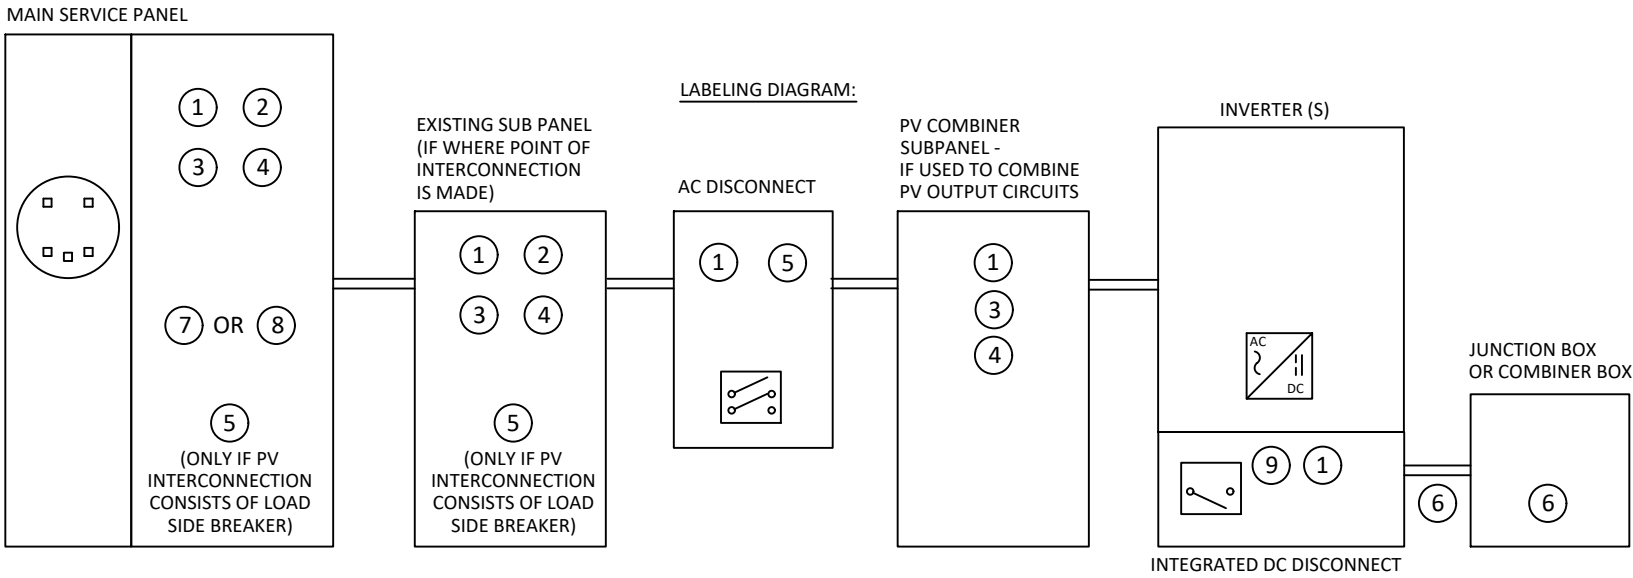 MAIN SERVICE PANEL
1 2
3 4
7 OR 8
5
(ONLY IF PV
INTERCONNECTION
CONSISTS OF LOAD
SIDE BREAKER)
EXISTING SUB PANEL
(IF WHERE POINT OF
INTERCONNECTION
IS MADE)
1 2
3 4
5
(ONLY IF PV
INTERCONNECTION
CONSISTS OF LOAD
SIDE BREAKER)
LABELING DIAGRAM:
AC DISCONNECT
1 5
PV COMBINER
SUBPANEL -
IF USED TO COMBINE
PV OUTPUT CIRCUITS
1
3
4
INVERTER (S)
AC
DC
9 1
INTEGRATED DC DISCONNECT
6
JUNCTION BOX
OR COMBINER BOX
6